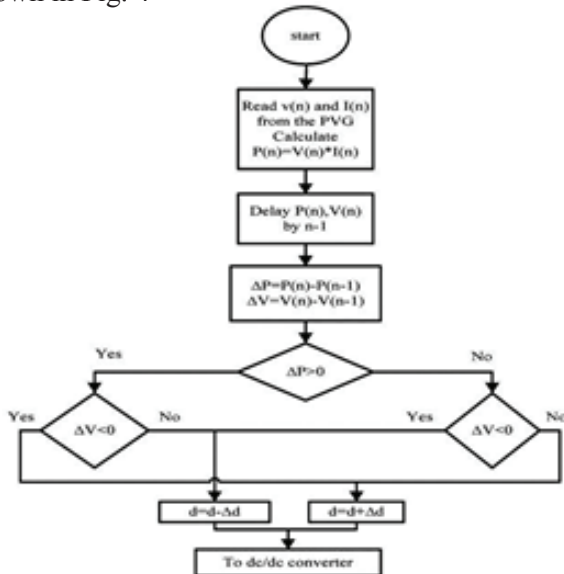 start
Read v(n) and I(n)
from the PVG
Calculate
P(n)=V(n)*I(n)
Delay P(n),V(n)
by n-1
ΔP=P(n)-P(n-1)
ΔV=V(n)-V(n-1)
Yes
No
ΔP>0
Yes
ΔV<0
No
Yes
ΔV<0
No
d=d-Δd
d=d+Δd
To dc/dc converter